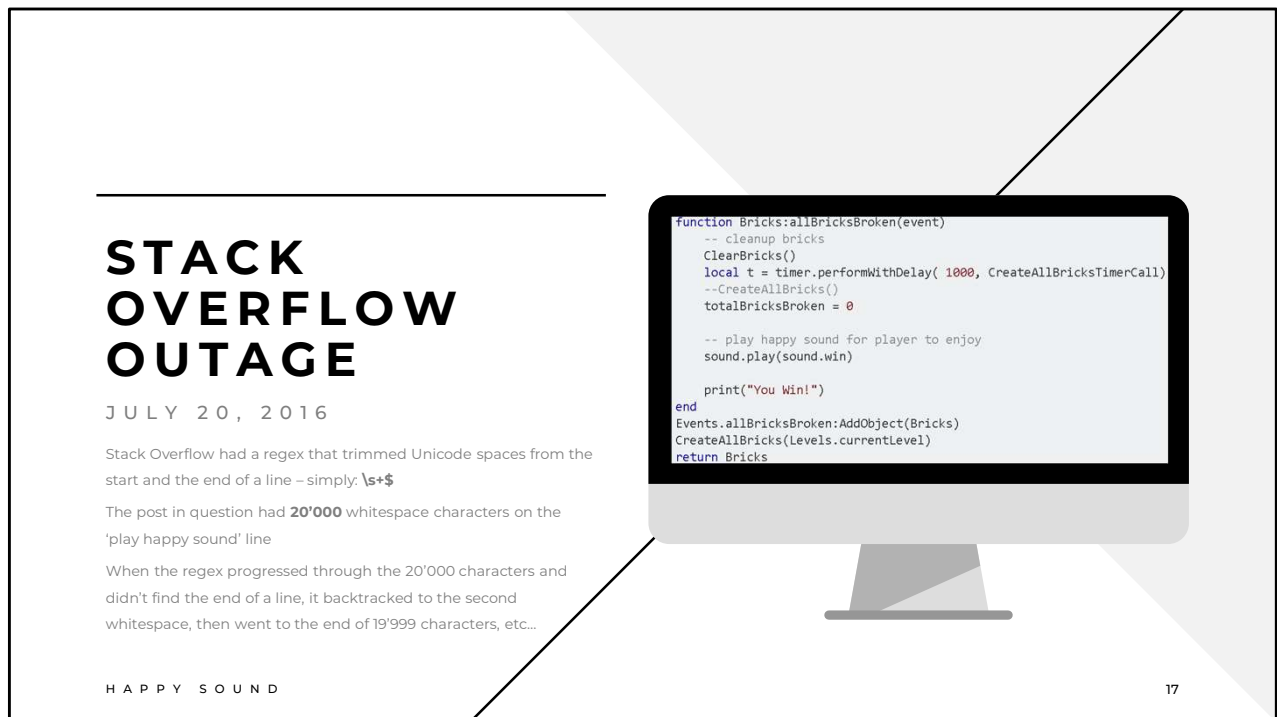 STACK
OVERFLOW
OUTAGE
JULY 20, 2016
Stack Overflow had a regex that trimmed Unicode spaces from the
start and the end of a line – simply: \s+$
The post in question had 20’000 whitespace characters on the
‘play happy sound’ line
When the regex progressed through the 20’000 characters and
didn’t find the end of a line, it backtracked to the second
whitespace, then went to the end of 19’999 characters, etc…
function Bricks:allBricksBroken(event)
    -- cleanup bricks
    ClearBricks()
    local t = timer.performWithDelay( 1000, CreateAllBricksTimerCall)
    --CreateAllBricks()
    totalBricksBroken = 0
    -- play happy sound for player to enjoy
    sound.play(sound.win)
    print("You Win!")
end
Events.allBricksBroken:AddObject(Bricks)
CreateAllBricks(Levels.currentLevel)
return Bricks
HAPPY SOUND
17